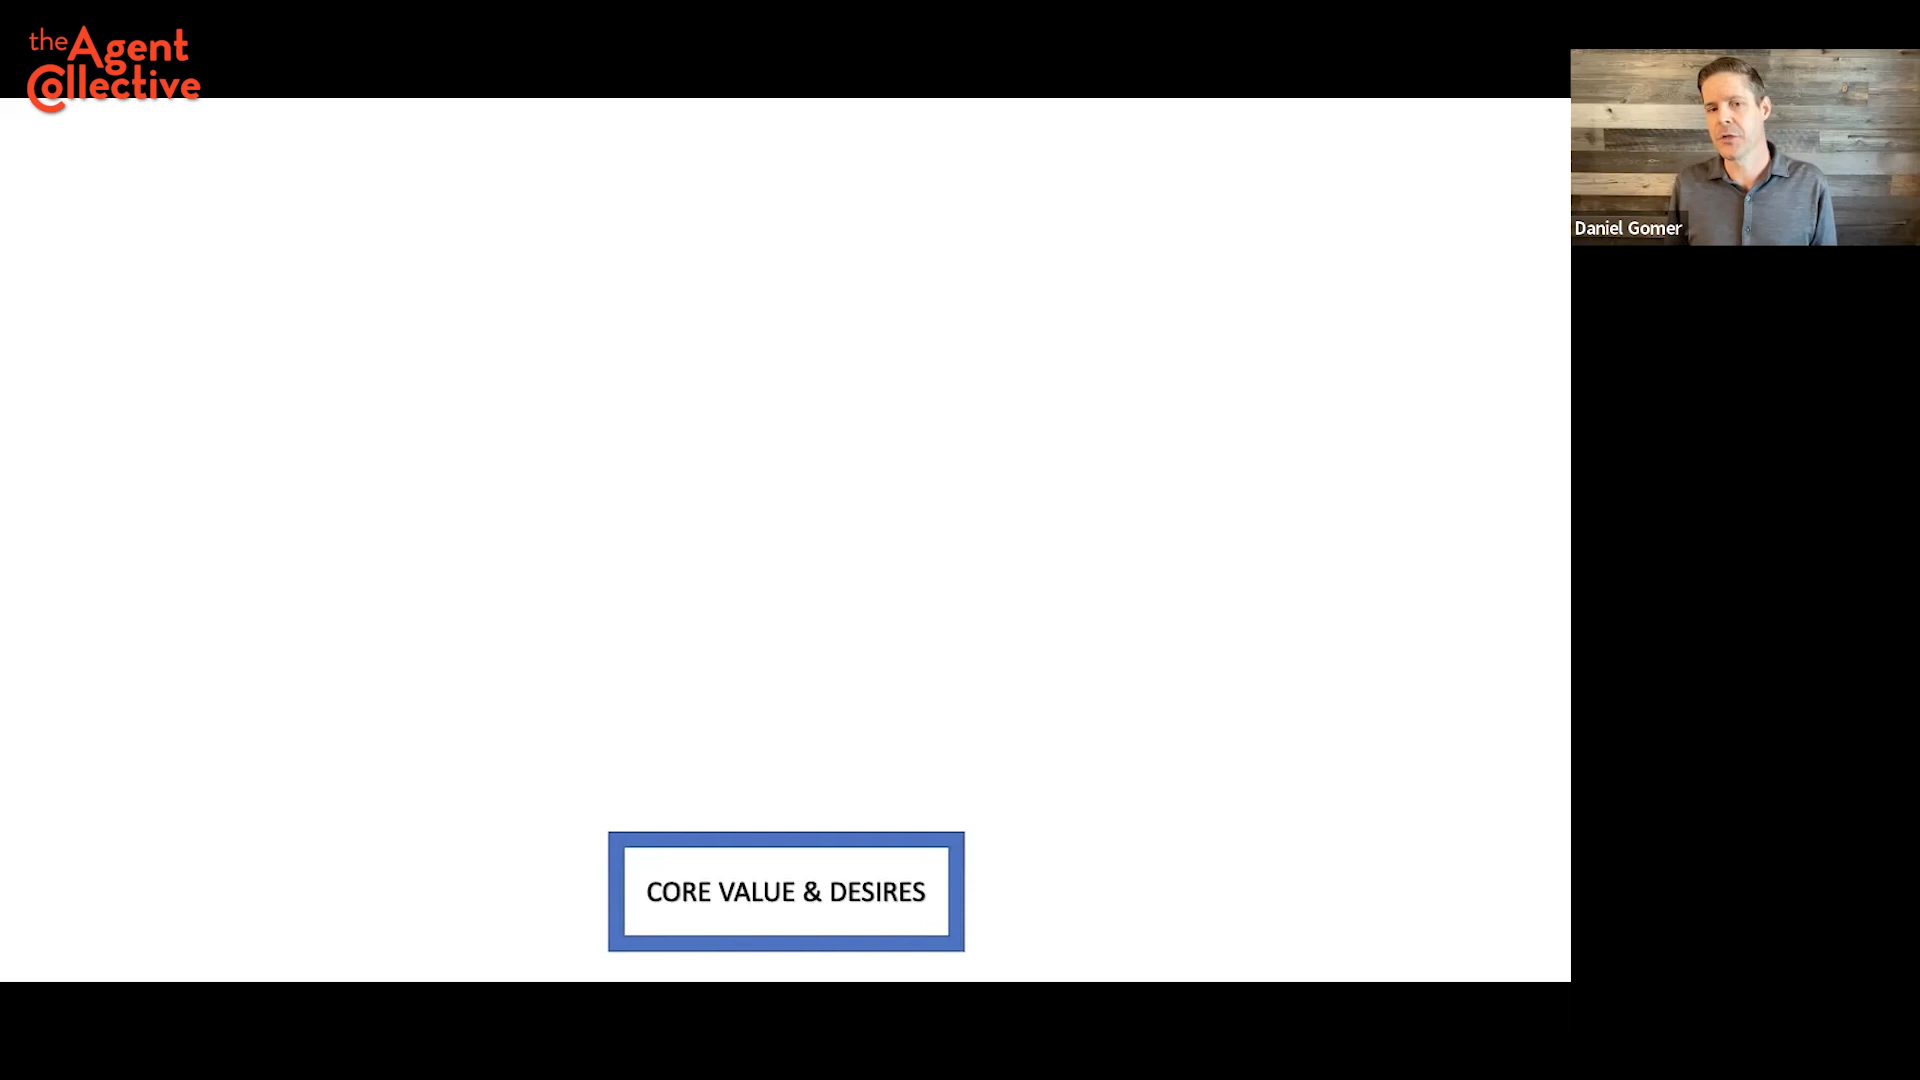 the Agent
Collective
Daniel Gomer
CORE VALUE & DESIRES